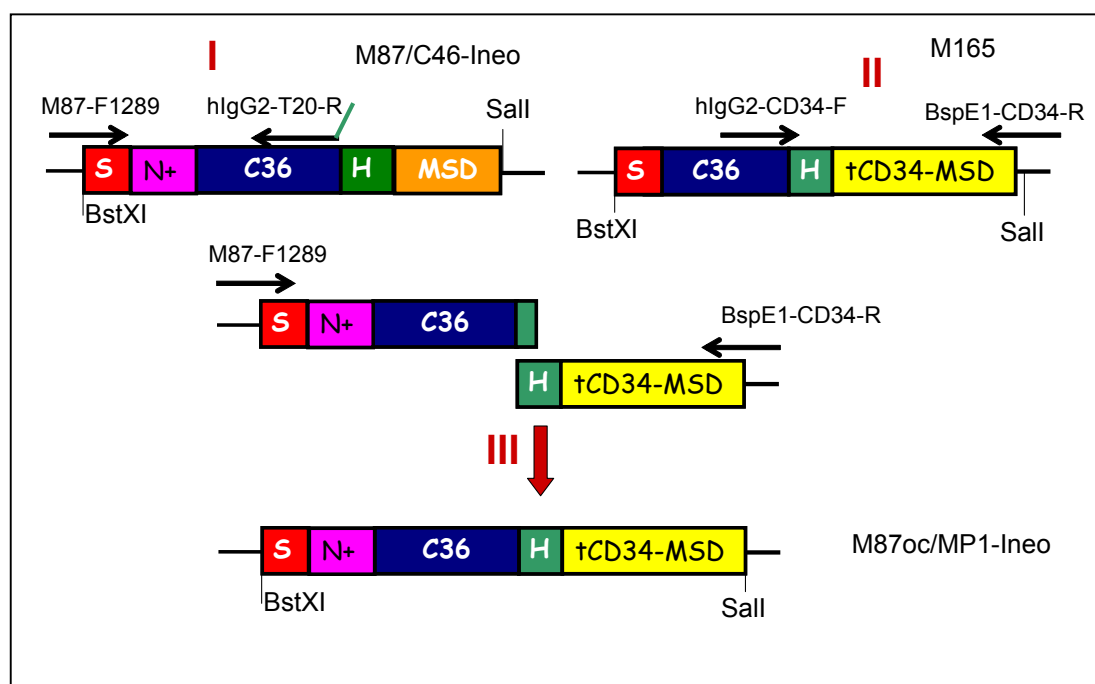 I
M87/C46-Ineo
M165
II
M87-F1289
hIgG2-T20-R
SalI
hIgG2-CD34-F
BspE1-CD34-R
S N+ C36 H MSD
S C36 H tCD34-MSD
BstXI
BstXI
SalI
M87-F1289
S N+ C36
BspE1-CD34-R
H tCD34-MSD
III
S N+ C36 H tCD34-MSD
M87oc/MP1-Ineo
BstXI
SalI